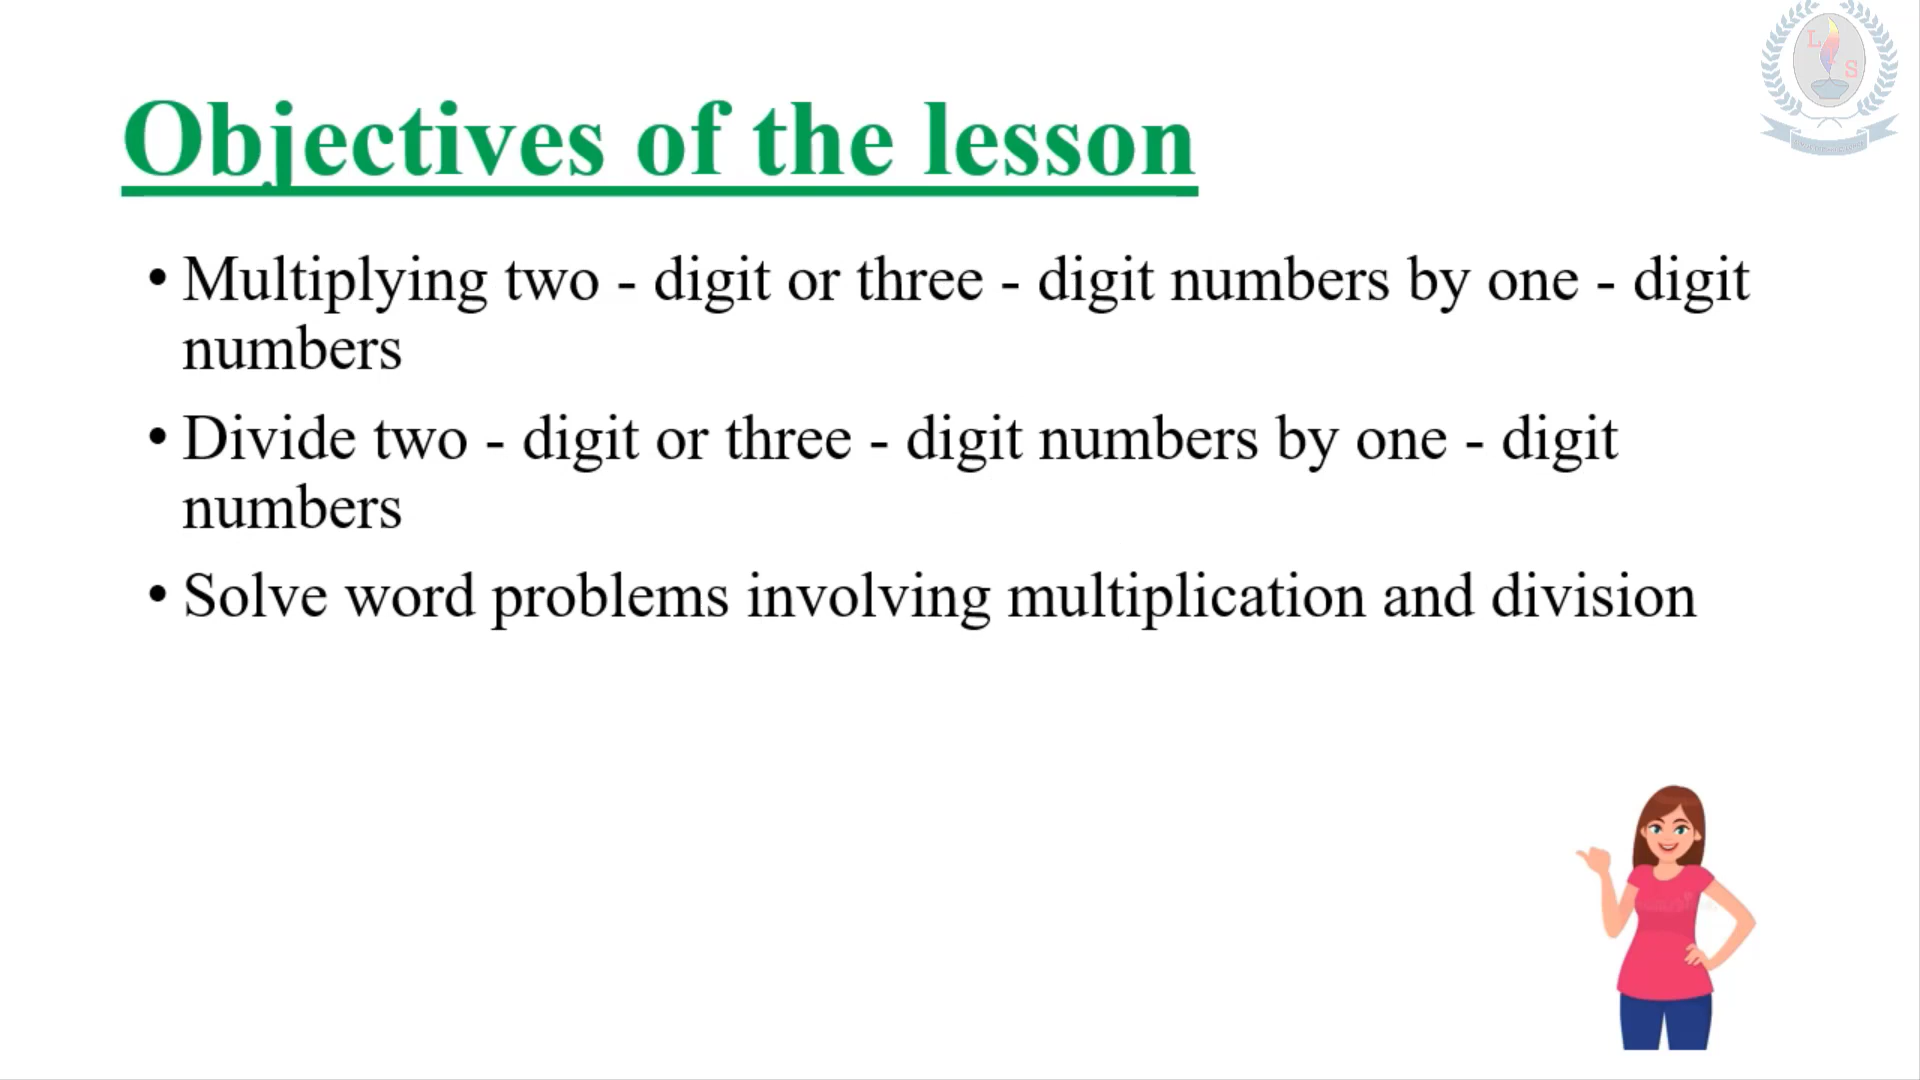 L
S
Objectives of the lesson
• Multiplying two - digit or three - digit numbers by one - digit
numbers
• Divide two - digit or three - digit numbers by one - digit
numbers
• Solve word problems involving multiplication and division